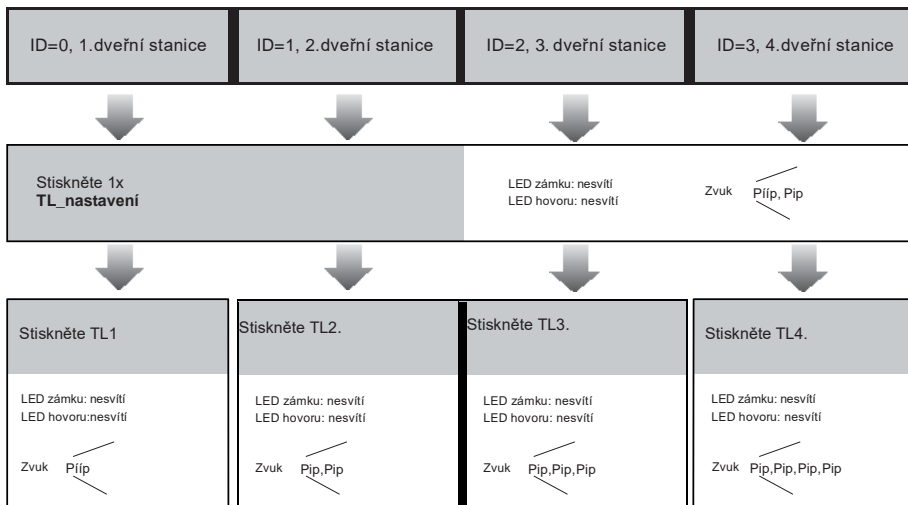 ID=0, 1.dveřní stanice
ID=1, 2.dveřní stanice
ID=2, 3. dveřní stanice
ID=3, 4.dveřní stanice
Stiskněte 1x
TL_nastavení
LED zámku: nesvítí
LED hovoru: nesvítí
Zvuk Pííp, Pip
Stiskněte TL1
LED zámku: nesvítí
LED hovoru:nesvítí
Zvuk Pííp
Stiskněte TL2.
LED zámku: nesvítí
LED hovoru: nesvítí
Zvuk Pip,Pip
Stiskněte TL3.
LED zámku: nesvítí
LED hovoru: nesvítí
Zvuk Pip,Pip,Pip
Stiskněte TL4.
LED zámku: nesvítí
LED hovoru: nesvítí
Zvuk Pip,Pip,Pip,Pip